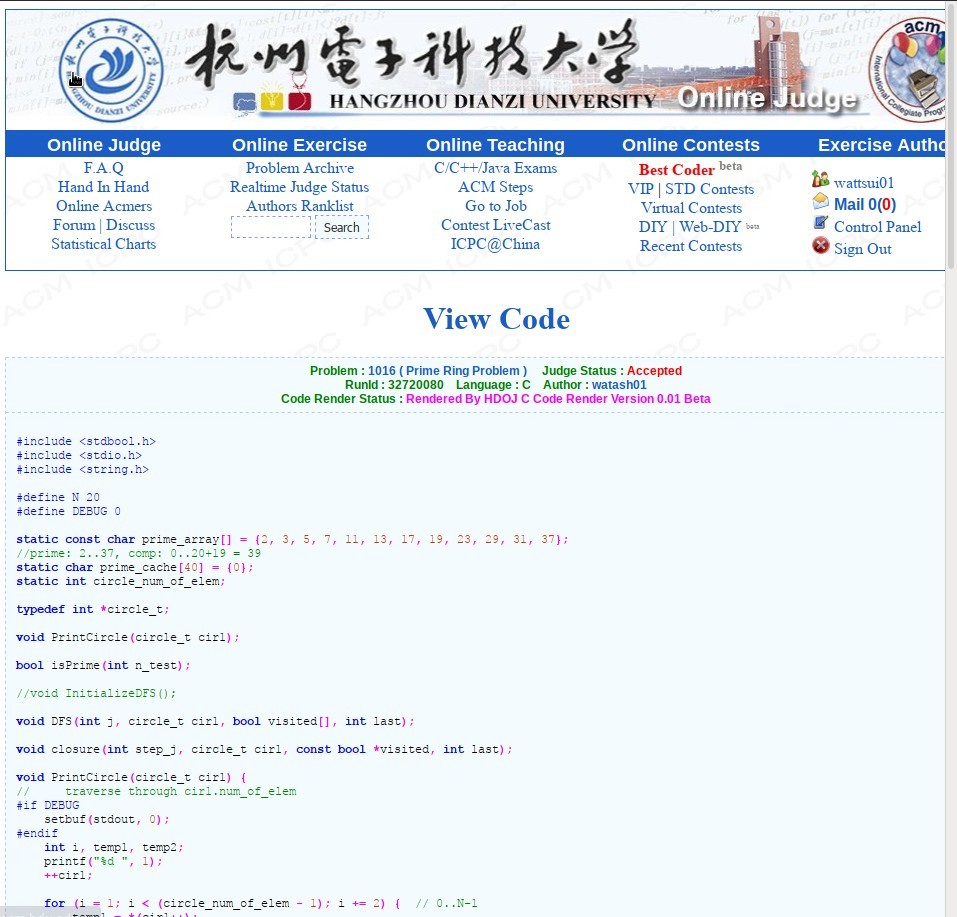 杭州電子科技大学
HANGZHOU DIANZI UNIVERSITY
Online Judge
acm
International Collegiate
Online Judge Online Exercise Online Teaching Online Contests Exercise Autho
F.A.Q Problem Archive C/C++/Java Exams Best Coder beta
Hand In Hand Realtime Judge Status ACM Steps VIP | STD Contests wattsui01
Online Acmers Authors Ranklist Go to Job Virtual Contests Mail 0(0)
Forum | Discuss Search Contest LiveCast DIY | Web-DIY beta Control Panel
Statistical Charts ICPC@China Recent Contests Sign Out
View Code
Problem : 1016 ( Prime Ring Problem ) Judge Status : Accepted
RunId : 32720080 Language : C Author : watash01
Code Render Status : Rendered By HDOJ C Code Render Version 0.01 Beta
#include <stdbool.h>
#include <stdio.h>
#include <string.h>
#define N 20
#define DEBUG 0
static const char prime_array[] = {2, 3, 5, 7, 11, 13, 17, 19, 23, 29, 31, 37};
//prime: 2..37, comp: 0..20+19 = 39
static char prime_cache[40] = {0};
static int circle_num_of_elem;
typedef int *circle_t;
void PrintCircle(circle_t cirl);
bool isPrime(int n_test);
//void InitializeDFS();
void DFS(int j, circle_t cirl, bool visited[], int last);
void closure(int step_j, circle_t cirl, const bool *visited, int last);
void PrintCircle(circle_t cirl) {
// traverse through cirl.num_of_elem
#if DEBUG
setbuf(stdout, 0);
#endif
int i, temp1, temp2;
printf("%d ", 1);
++cirl;
for (i = 1; i < (circle_num_of_elem - 1); i += 2) { // 0..N-1
temp1 = *(cirl++);